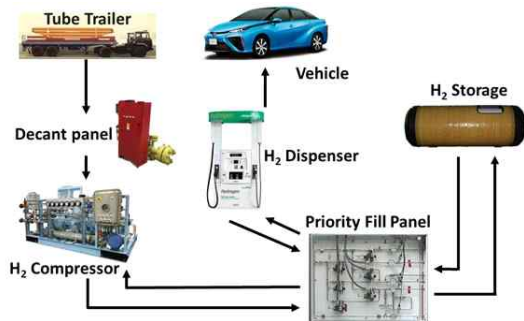 Tube Trailer
Vehicle
H₂ Storage
Decant panel
H₂ Dispenser
Priority Fill Panel
H₂ Compressor